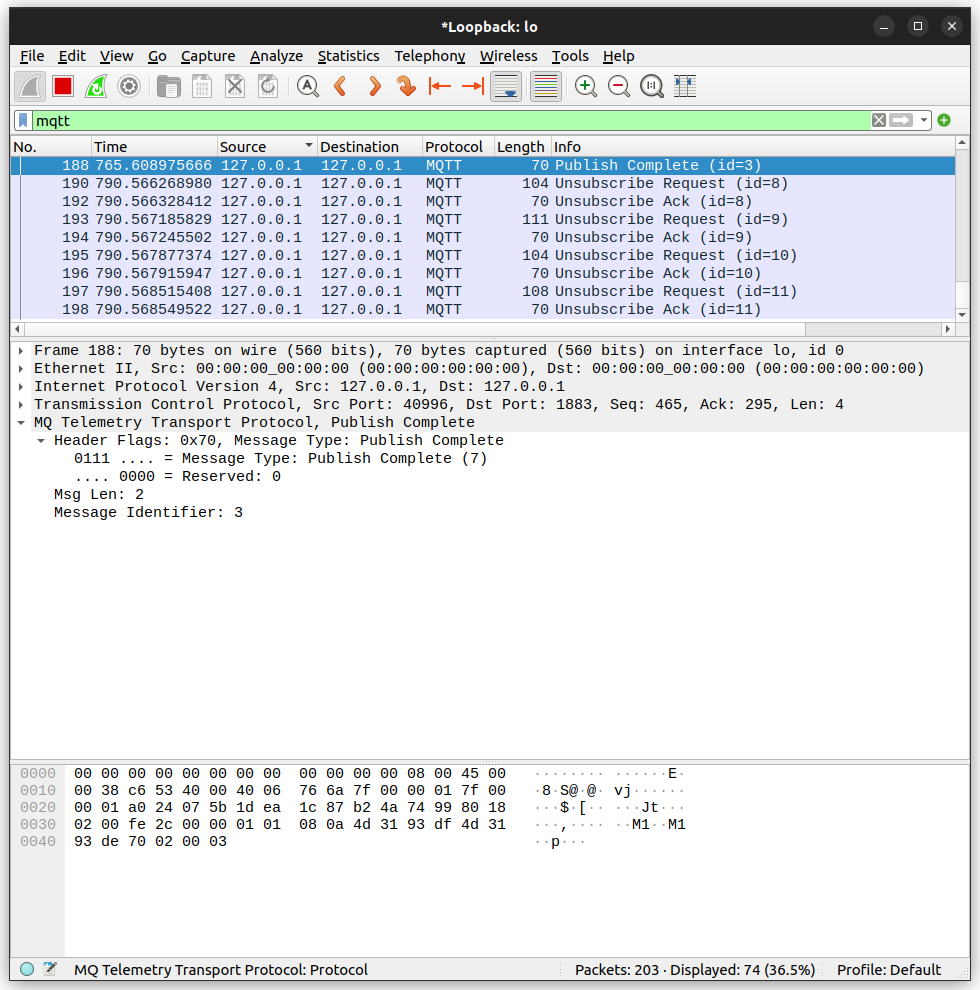 *Loopback: lo
File Edit View Go Capture Analyze Statistics Telephony Wireless Tools Help
mqtt
No. Time Source Destination Protocol Length Info
188 765.608975666 127.0.0.1 127.0.0.1 MQTT 70 Publish Complete (id=3)
190 790.566268980 127.0.0.1 127.0.0.1 MQTT 104 Unsubscribe Request (id=8)
192 790.566328412 127.0.0.1 127.0.0.1 MQTT 70 Unsubscribe Ack (id=8)
193 790.567185829 127.0.0.1 127.0.0.1 MQTT 111 Unsubscribe Request (id=9)
194 790.567245502 127.0.0.1 127.0.0.1 MQTT 70 Unsubscribe Ack (id=9)
195 790.567877374 127.0.0.1 127.0.0.1 MQTT 104 Unsubscribe Request (id=10)
196 790.567915947 127.0.0.1 127.0.0.1 MQTT 70 Unsubscribe Ack (id=10)
197 790.568515408 127.0.0.1 127.0.0.1 MQTT 108 Unsubscribe Request (id=11)
198 790.568549522 127.0.0.1 127.0.0.1 MQTT 70 Unsubscribe Ack (id=11)
Frame 188: 70 bytes on wire (560 bits), 70 bytes captured (560 bits) on interface lo, id 0
Ethernet II, Src: 00:00:00_00:00:00 (00:00:00:00:00:00), Dst: 00:00:00_00:00:00 (00:00:00:00:00:00)
Internet Protocol Version 4, Src: 127.0.0.1, Dst: 127.0.0.1
Transmission Control Protocol, Src Port: 40996, Dst Port: 1883, Seq: 465, Ack: 295, Len: 4
MQ Telemetry Transport Protocol, Publish Complete
Header Flags: 0x70, Message Type: Publish Complete
0111 .... = Message Type: Publish Complete (7)
.... 0000 = Reserved: 0
Msg Len: 2
Message Identifier: 3
0000 00 00 00 00 00 00 00 00 00 00 00 00 08 00 45 00 ········ ······E·
0010 00 38 c6 53 40 00 40 06 76 6a 7f 00 00 01 7f 00 ·8·S@·@· vj······
0020 00 01 a0 24 07 5b 1d ea 1c 87 b2 4a 74 99 80 18 ···$·[·· ···Jt···
0030 02 00 fe 2c 00 00 01 01 08 0a 4d 31 93 df 4d 31 ···,···· ··M1··M1
0040 93 de 70 02 00 03 ··p···
MQ Telemetry Transport Protocol: Protocol Packets: 203 · Displayed: 74 (36.5%) Profile: Default